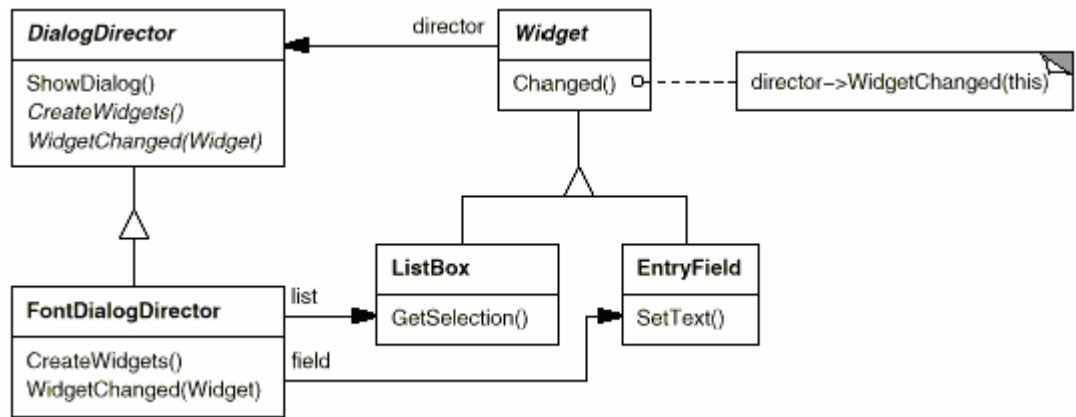 DialogDirector
ShowDialog()
CreateWidgets()
WidgetChanged(Widget)
director
Widget
Changed()
director->WidgetChanged(this)
FontDialogDirector
CreateWidgets()
WidgetChanged(Widget)
list
field
ListBox
GetSelection()
EntryField
SetText()